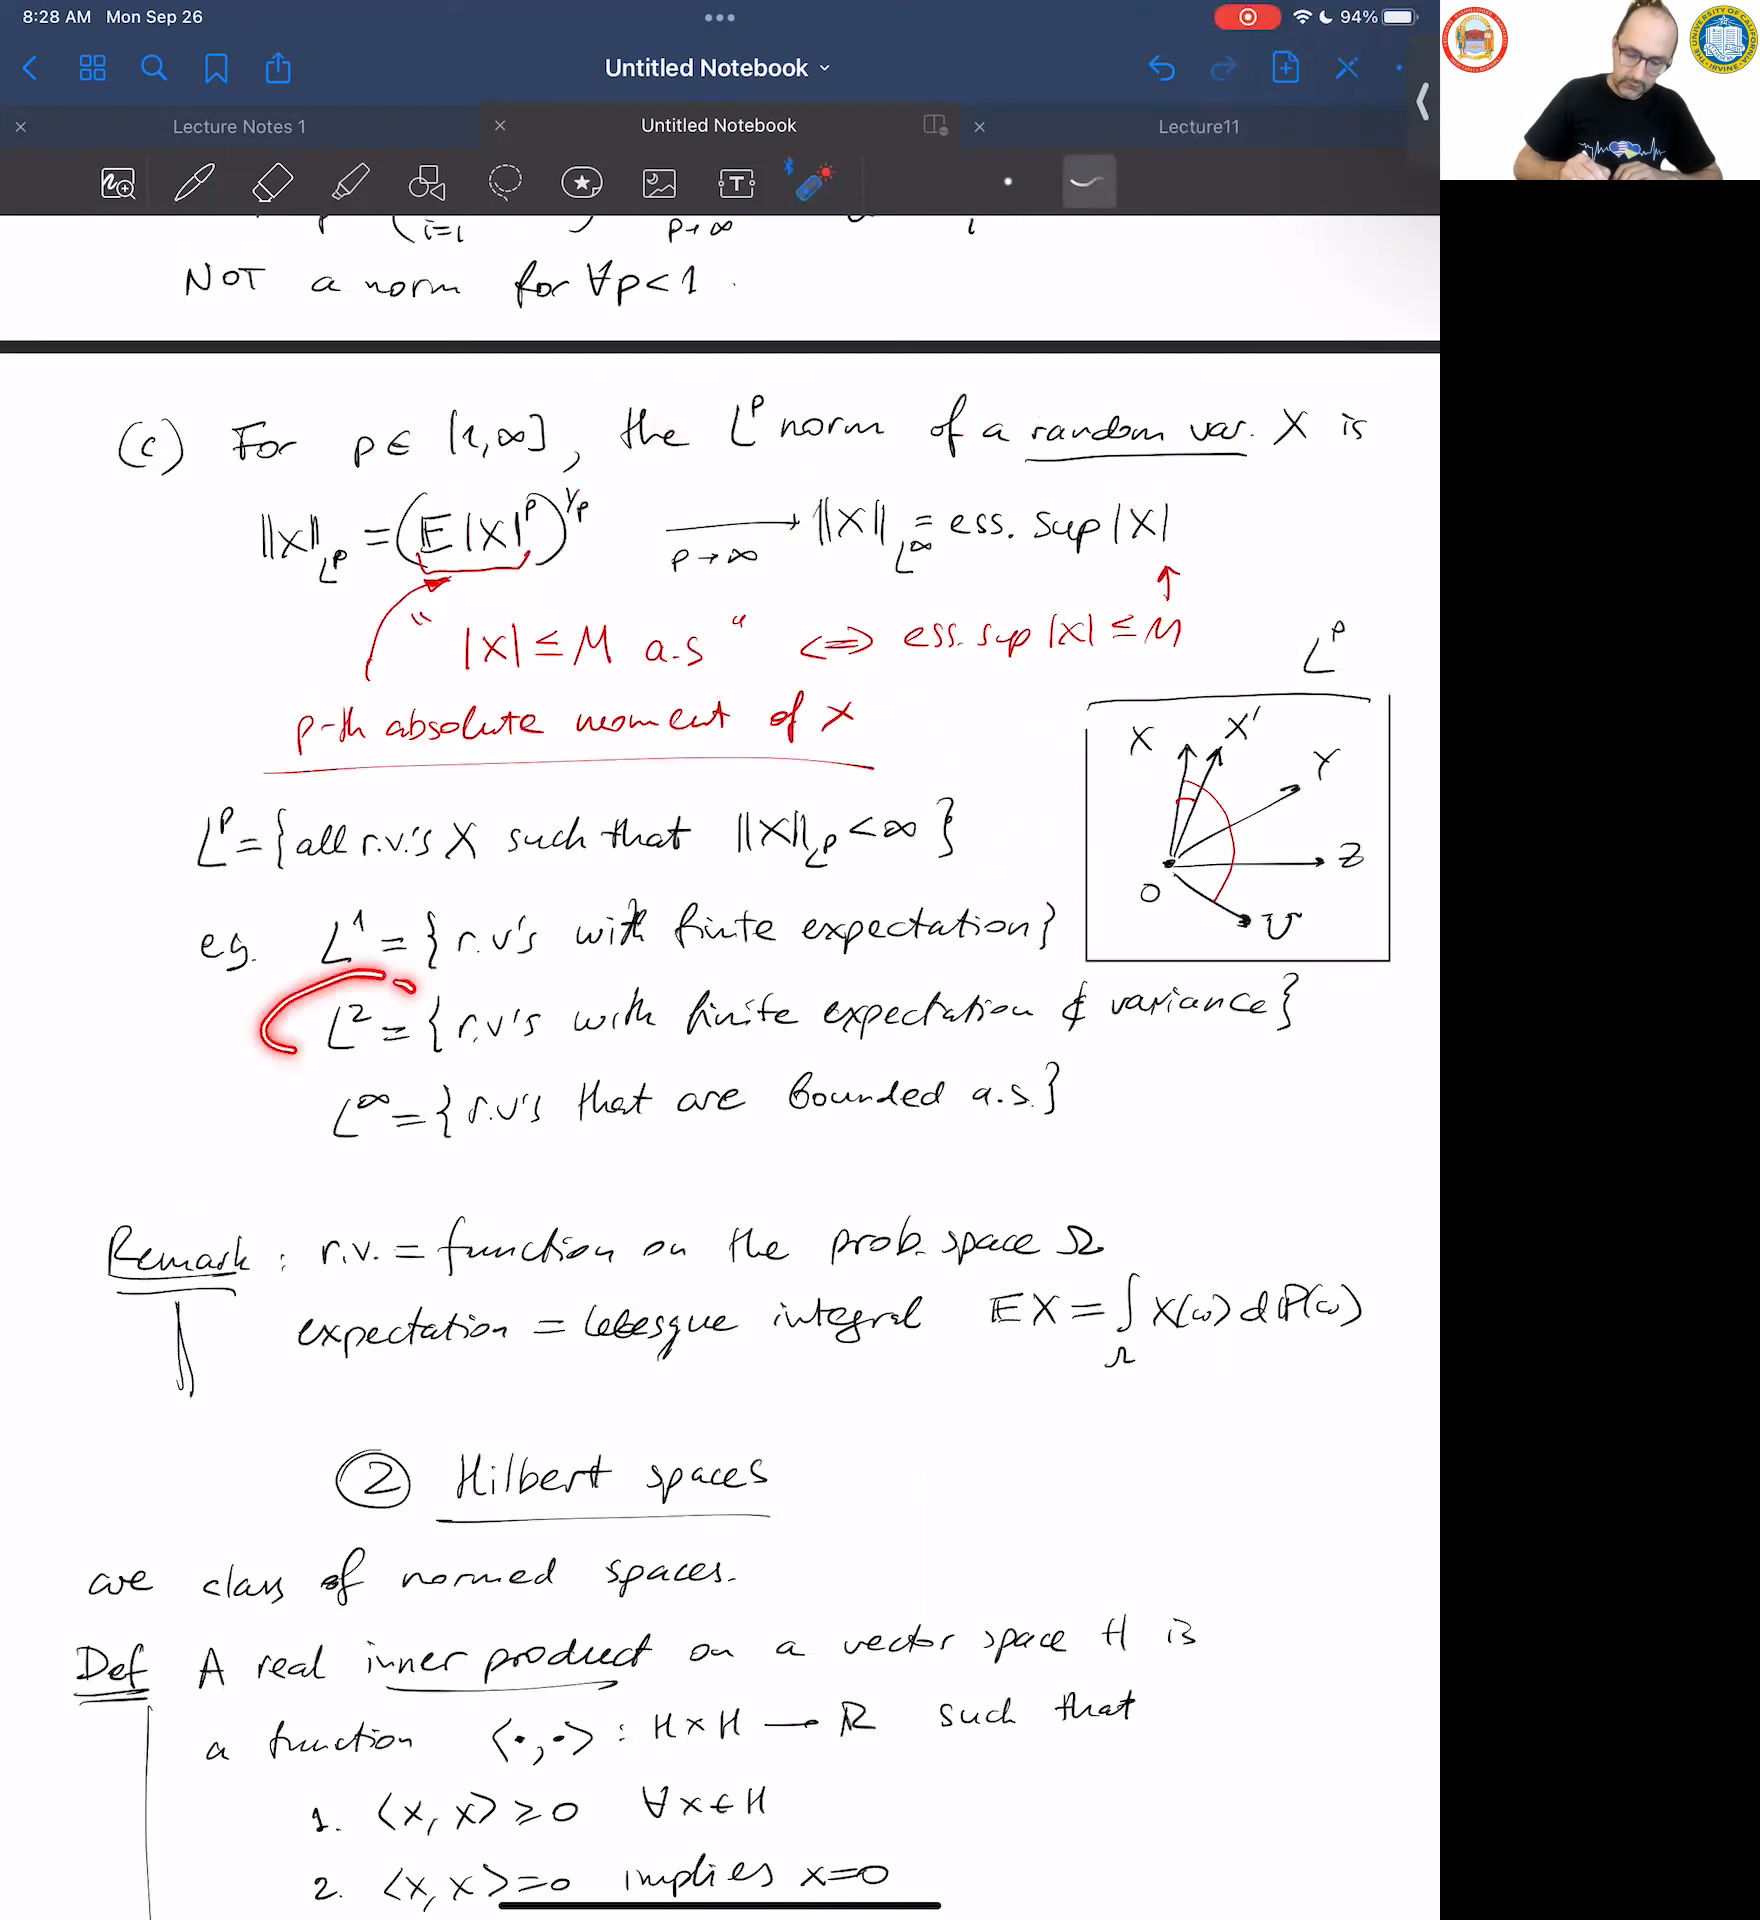 8:28 AM Mon Sep 26
94%
Untitled Notebook
Lecture Notes 1
Untitled Notebook
Lecture11
i=1 p→∞ i
NOT a norm for ∀p<1.
(c) For p∈[1,∞], the L^p norm of a random var. X is
‖X‖_{L^p} = (E|X|^p)^{1/p} ⟶_{p→∞} ‖X‖_{L^∞} = ess. sup|X|
" |X| ≤ M a.s " ⟺ ess. sup |X| ≤ M
p-th absolute moment of X
L^p
X X' Y Z O U
L^p = {all r.v.'s X such that ‖X‖_{L^p} < ∞}
e.g. L^1 = {r.v's with finite expectation}
L^2 = {r.v's with finite expectation & variance}
L^∞ = {r.v's that are bounded a.s.}
Remark: r.v. = function on the prob. space Ω
expectation = Lebesgue integral EX = ∫_Ω X(ω) dP(ω)
② Hilbert spaces
are class of normed spaces.
Def A real inner product on a vector space H is
a function ⟨·,·⟩ : H×H → R such that
1. ⟨x, x⟩ ≥ 0 ∀x∈H
2. ⟨x, x⟩ = 0 implies x=0